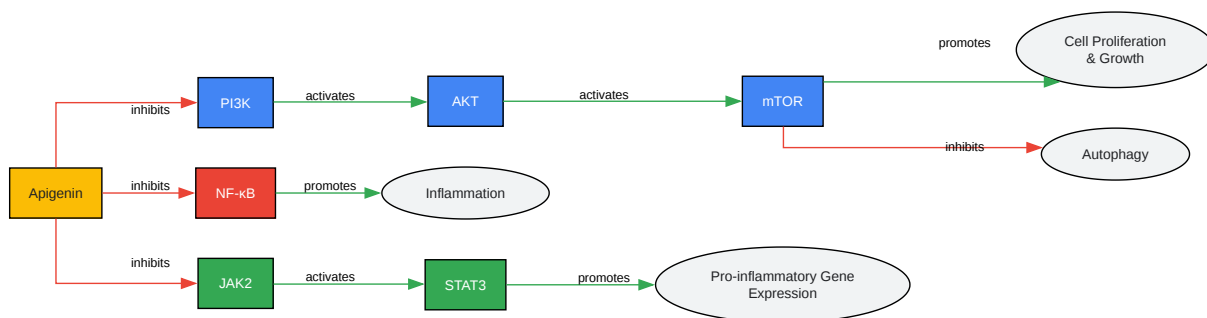 promotes
Cell Proliferation
& Growth
PI3K
activates
AKT
activates
mTOR
inhibits
inhibits
Autophagy
Apigenin
inhibits
NF-κB
promotes
Inflammation
inhibits
JAK2
activates
STAT3
promotes
Pro-inflammatory Gene
Expression